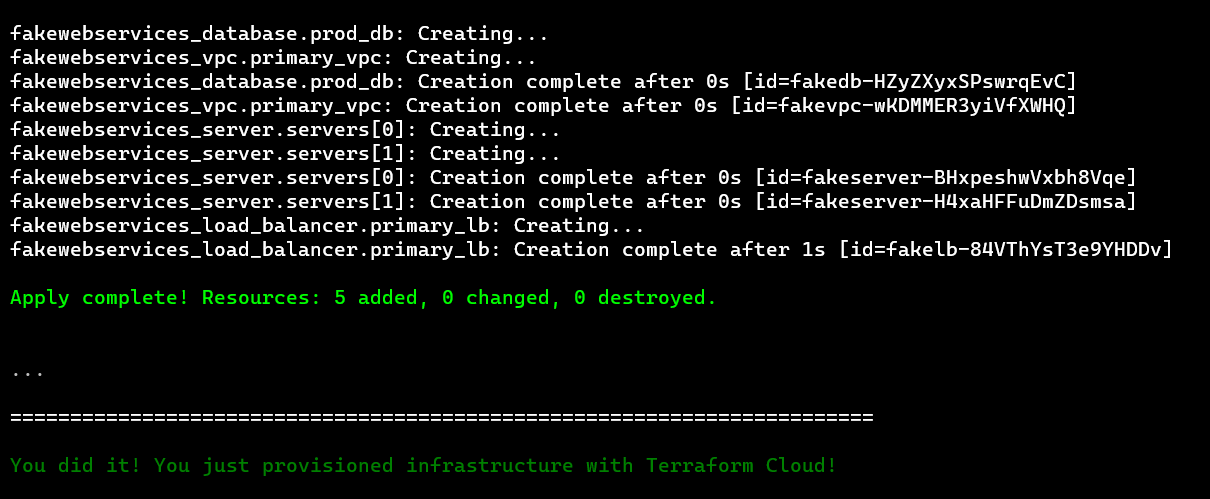 fakewebservices_database.prod_db: Creating...
fakewebservices_vpc.primary_vpc: Creating...
fakewebservices_database.prod_db: Creation complete after 0s [id=fakedb-HZyZXyxSPswrqEvC]
fakewebservices_vpc.primary_vpc: Creation complete after 0s [id=fakevpc-wKDMMER3yiVfXWHQ]
fakewebservices_server.servers[0]: Creating...
fakewebservices_server.servers[1]: Creating...
fakewebservices_server.servers[0]: Creation complete after 0s [id=fakeserver-BHxpeshwVxbh8Vqe]
fakewebservices_server.servers[1]: Creation complete after 0s [id=fakeserver-H4xaHFFuDmZDsmsa]
fakewebservices_load_balancer.primary_lb: Creating...
fakewebservices_load_balancer.primary_lb: Creation complete after 1s [id=fakelb-84VThYsT3e9YHDDv]
Apply complete! Resources: 5 added, 0 changed, 0 destroyed.
...
========================================================================
You did it! You just provisioned infrastructure with Terraform Cloud!